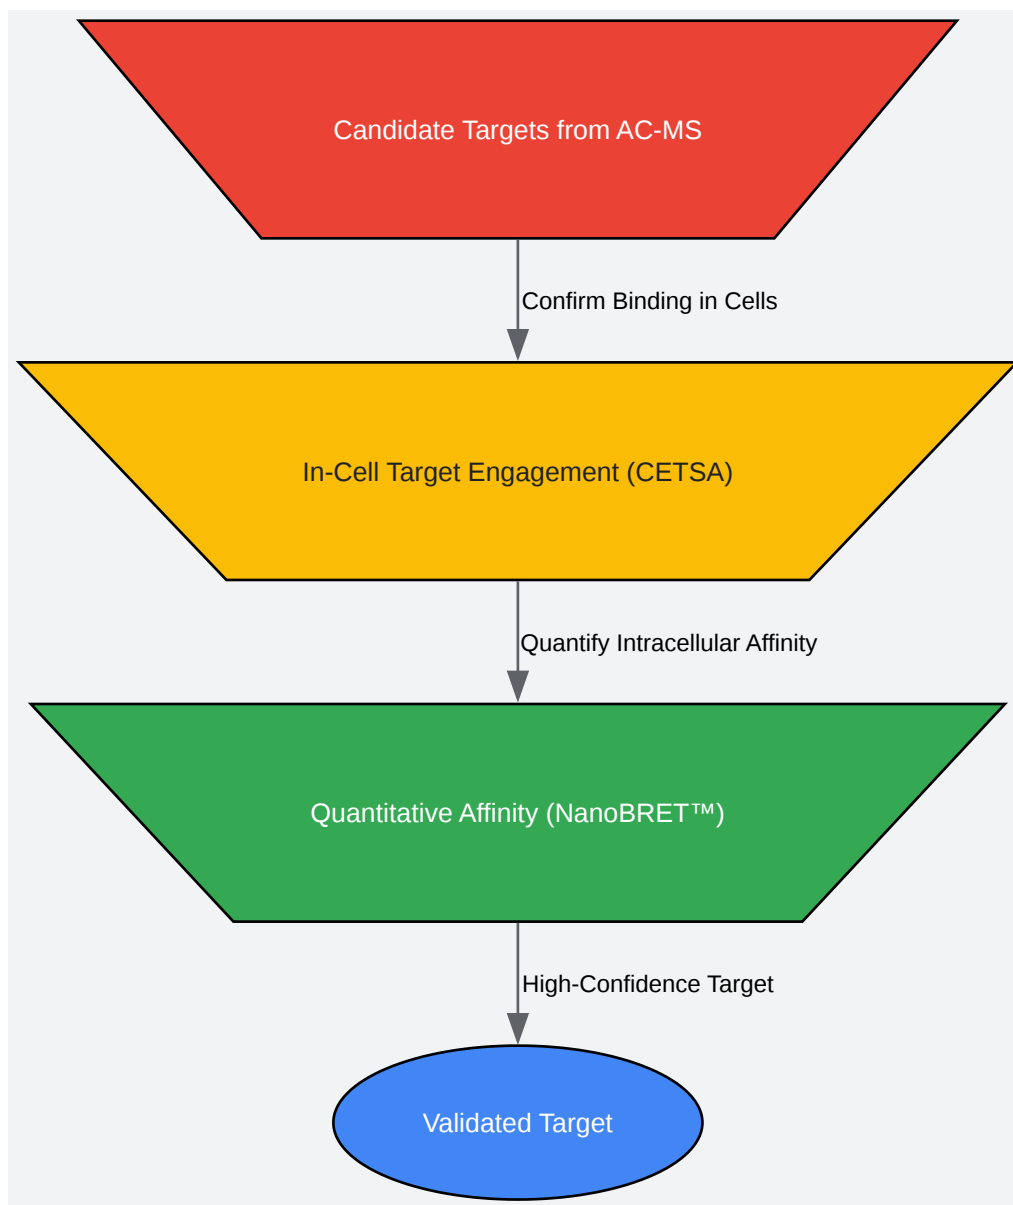 Candidate Targets from AC-MS
Confirm Binding in Cells
In-Cell Target Engagement (CETSA)
Quantify Intracellular Affinity
Quantitative Affinity (NanoBRET™)
High-Confidence Target
Validated Target